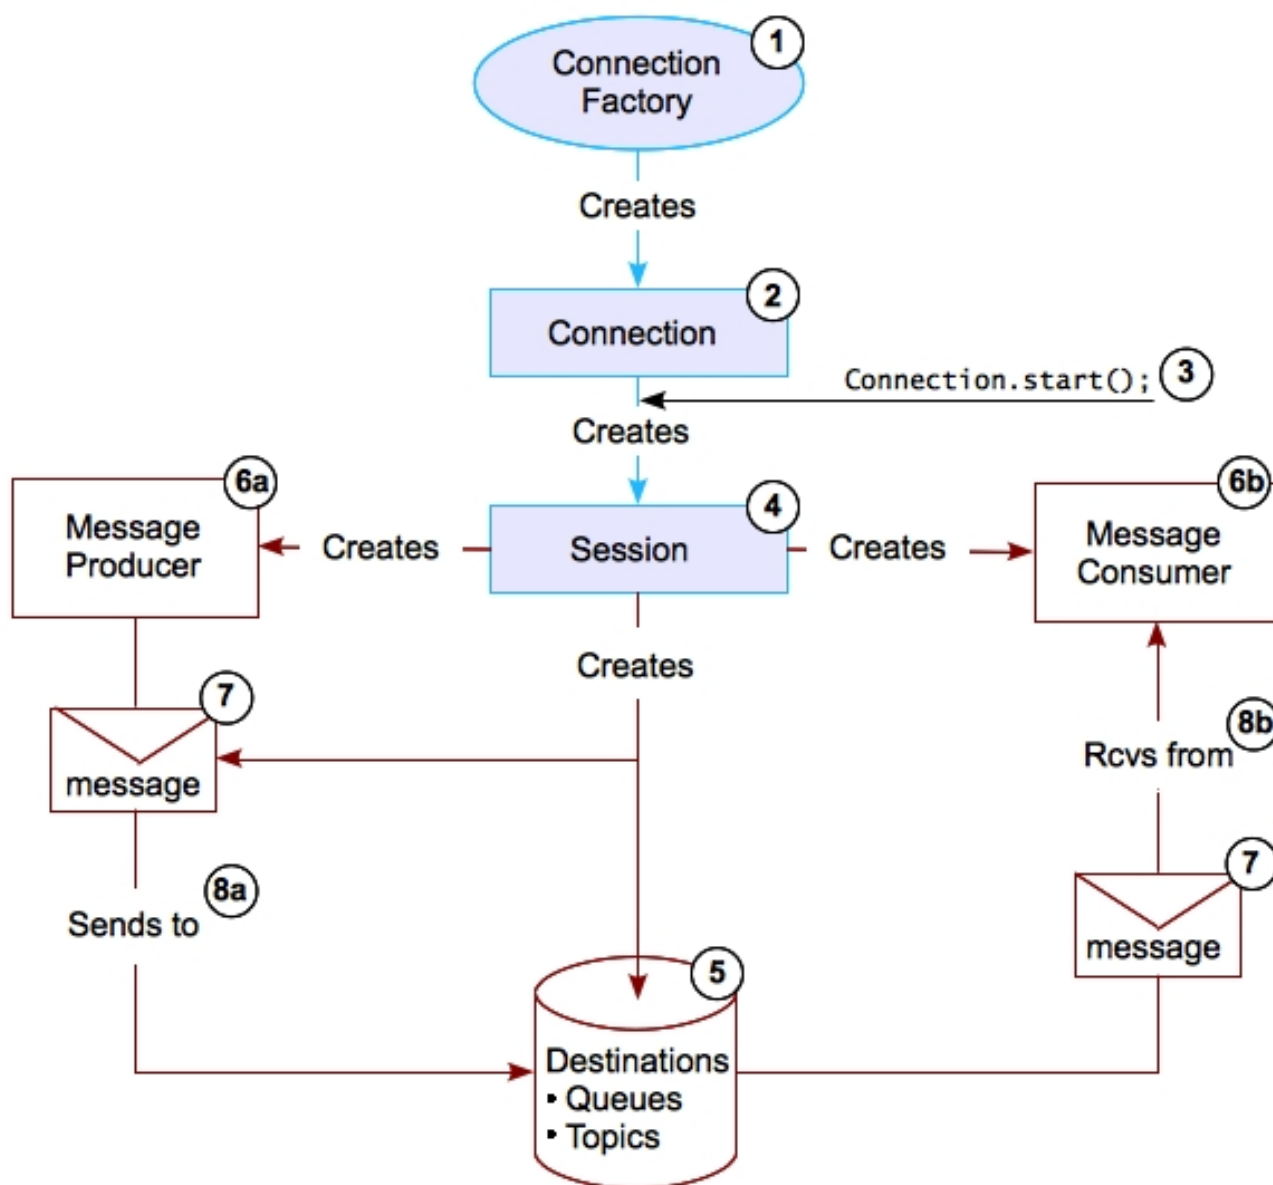 1
Connection
Factory
Creates
2
Connection
Connection.start();
3
Creates
6a
Message
Producer
Creates
4
Session
Creates
6b
Message
Consumer
Creates
7
message
8b
Rcvs from
8a
Sends to
7
message
5
Destinations
• Queues
• Topics